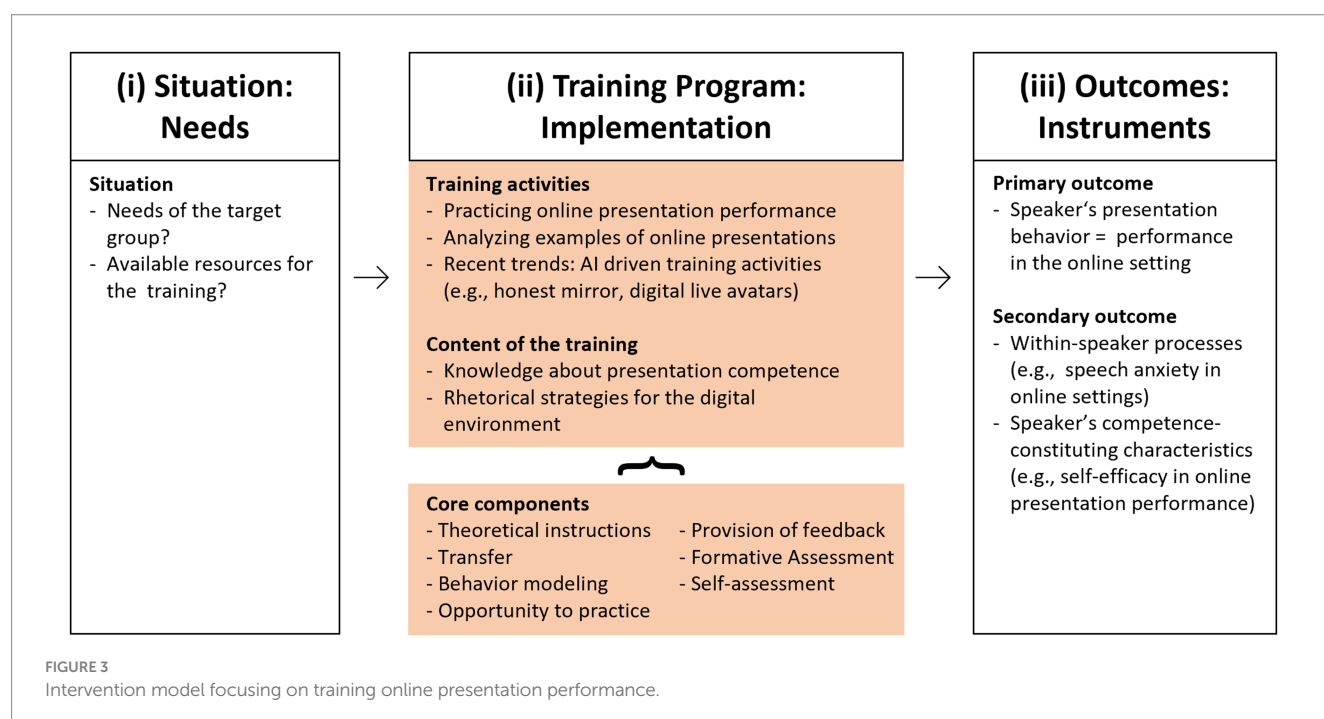 (i) Situation:
Needs
Situation
- Needs of the target
group?
- Available resources for
the training?
(ii) Training Program:
Implementation
Training activities
- Practicing online presentation performance
- Analyzing examples of online presentations
- Recent trends: AI driven training activities
(e.g., honest mirror, digital live avatars)
Content of the training
- Knowledge about presentation competence
- Rhetorical strategies for the digital
environment
Core components
- Theoretical instructions
- Transfer
- Behavior modeling
- Opportunity to practice
- Provision of feedback
- Formative Assessment
- Self-assessment
(iii) Outcomes:
Instruments
Primary outcome
- Speaker‘s presentation
behavior = performance
in the online setting
Secondary outcome
- Within-speaker processes
(e.g., speech anxiety in
online settings)
- Speaker’s competence-
constituting characteristics
(e.g., self-efficacy in online
presentation performance)
FIGURE 3
Intervention model focusing on training online presentation performance.